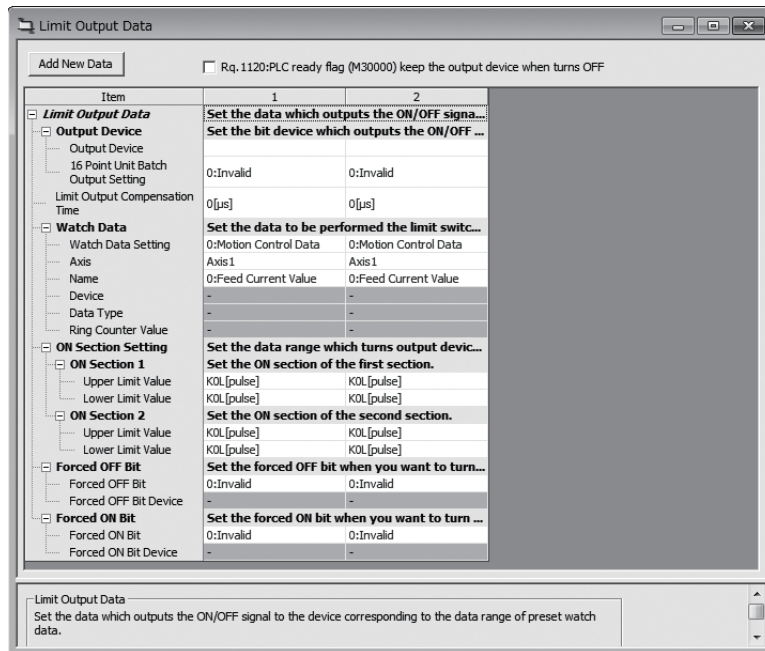 Limit Output Data
Add New Data
Rq.1120:PLC ready flag (M30000) keep the output device when turns OFF
Item 1 2
Limit Output Data Set the data which outputs the ON/OFF signa...
Output Device Set the bit device which outputs the ON/OFF ...
Output Device
16 Point Unit Batch
Output Setting 0:Invalid 0:Invalid
Limit Output Compensation
Time 0[µs] 0[µs]
Watch Data Set the data to be performed the limit switc...
Watch Data Setting 0:Motion Control Data 0:Motion Control Data
Axis Axis1 Axis1
Name 0:Feed Current Value 0:Feed Current Value
Device - -
Data Type - -
Ring Counter Value - -
ON Section Setting Set the data range which turns output devic...
ON Section 1 Set the ON section of the first section.
Upper Limit Value K0L[pulse] K0L[pulse]
Lower Limit Value K0L[pulse] K0L[pulse]
ON Section 2 Set the ON section of the second section.
Upper Limit Value K0L[pulse] K0L[pulse]
Lower Limit Value K0L[pulse] K0L[pulse]
Forced OFF Bit Set the forced OFF bit when you want to turn...
Forced OFF Bit 0:Invalid 0:Invalid
Forced OFF Bit Device - -
Forced ON Bit Set the forced ON bit when you want to turn ...
Forced ON Bit 0:Invalid 0:Invalid
Forced ON Bit Device - -
Limit Output Data
Set the data which outputs the ON/OFF signal to the device corresponding to the data range of preset watch
data.